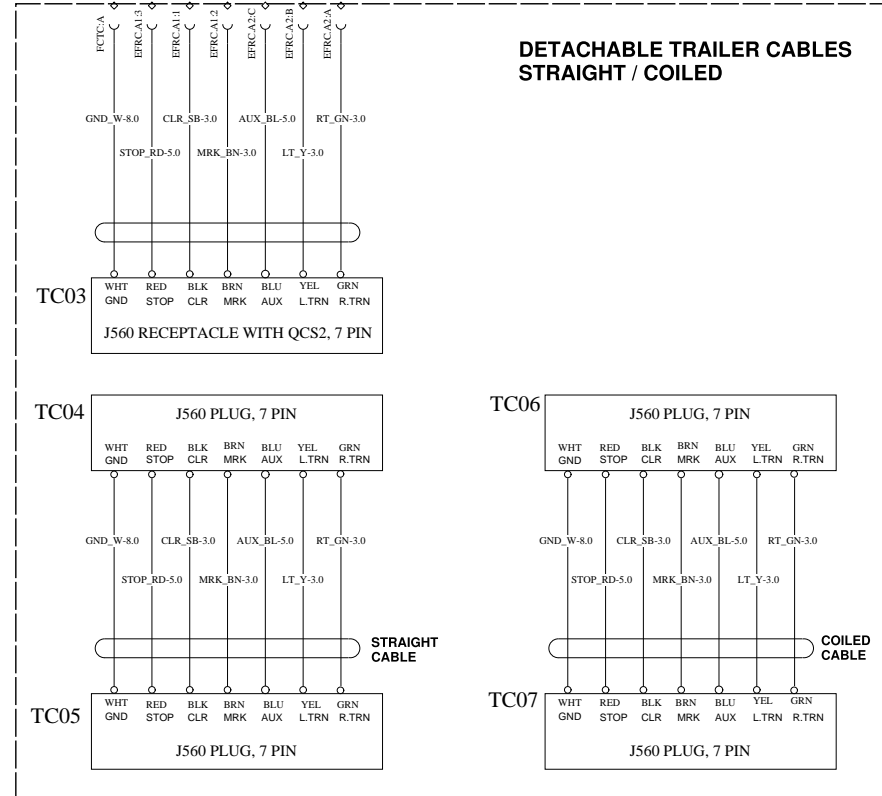 FCTC:A EFRC.A1:3 EFRC.A1:1 EFRC.A1:2 EFRC.A2:C EFRC.A2:B EFRC.A2:A
DETACHABLE TRAILER CABLES
STRAIGHT / COILED
GND_W-8.0 CLR_SB-3.0 AUX_BL-5.0 RT_GN-3.0
STOP_RD-5.0 MRK_BN-3.0 LT_Y-3.0
TC03
WHT RED BLK BRN BLU YEL GRN
GND STOP CLR MRK AUX L.TRN R.TRN
J560 RECEPTACLE WITH QCS2, 7 PIN
TC04
J560 PLUG, 7 PIN
WHT RED BLK BRN BLU YEL GRN
GND STOP CLR MRK AUX L.TRN R.TRN
GND_W-8.0 CLR_SB-3.0 AUX_BL-5.0 RT_GN-3.0
STOP_RD-5.0 MRK_BN-3.0 LT_Y-3.0
STRAIGHT
CABLE
TC05
WHT RED BLK BRN BLU YEL GRN
GND STOP CLR MRK AUX L.TRN R.TRN
J560 PLUG, 7 PIN
TC06
J560 PLUG, 7 PIN
WHT RED BLK BRN BLU YEL GRN
GND STOP CLR MRK AUX L.TRN R.TRN
GND_W-8.0 CLR_SB-3.0 AUX_BL-5.0 RT_GN-3.0
STOP_RD-5.0 MRK_BN-3.0 LT_Y-3.0
COILED
CABLE
TC07
WHT RED BLK BRN BLU YEL GRN
GND STOP CLR MRK AUX L.TRN R.TRN
J560 PLUG, 7 PIN